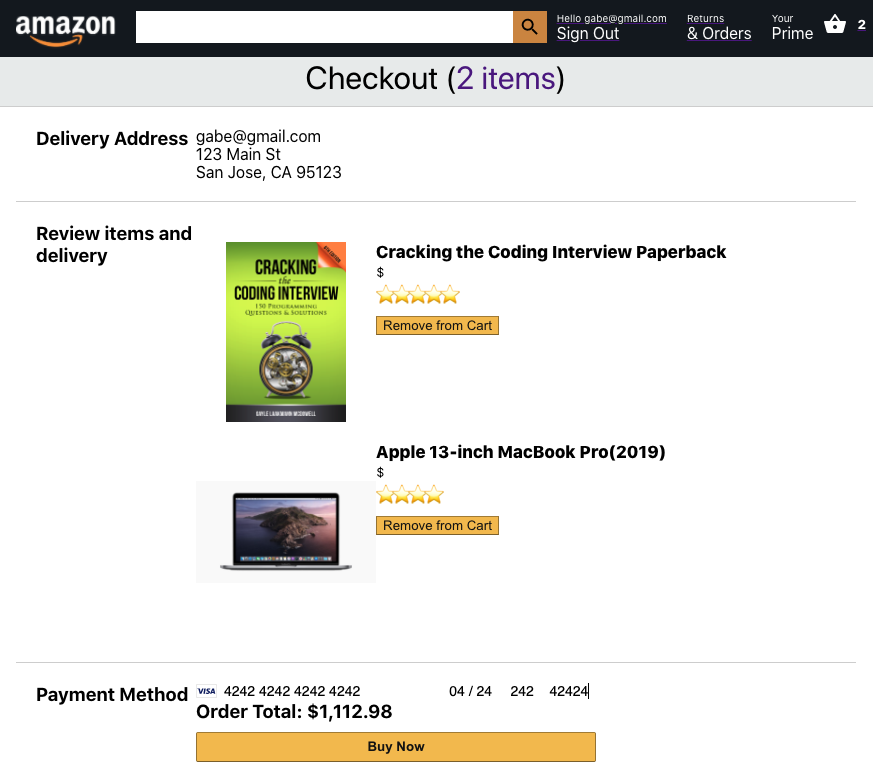 amazon
Hello gabe@gmail.com
Sign Out
Returns
& Orders
Your
Prime
2
Checkout (2 items)
Delivery Address
gabe@gmail.com
123 Main St
San Jose, CA 95123
Review items and
delivery
CRACKING
the
CODING INTERVIEW
150 PROGRAMMING
QUESTIONS & SOLUTIONS
GAYLE LAAKMANN MCDOWELL
Cracking the Coding Interview Paperback
$
Remove from Cart
Apple 13-inch MacBook Pro(2019)
$
Remove from Cart
Payment Method
VISA 4242 4242 4242 4242 04 / 24 242 42424
Order Total: $1,112.98
Buy Now